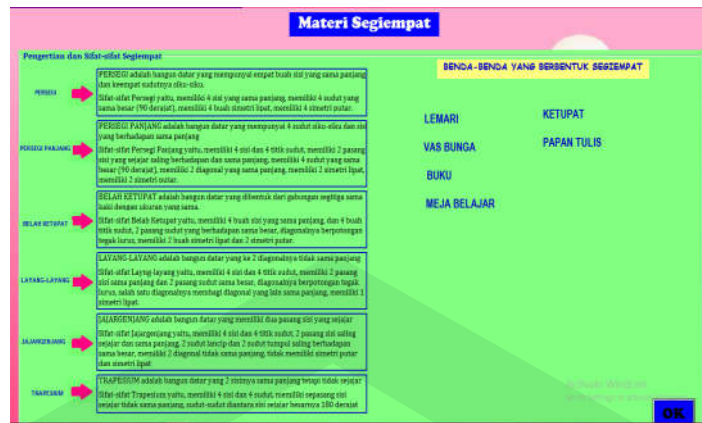 Materi Segiempat
Pengertian dan Sifat-sifat Segiempat
PERSEGI
PERSEGI adalah bangun datar yang mempunyai empat buah sisi yang sama panjang
dan keempat sudutnya siku-siku.
Sifat-sifat Persegi yaitu, memiliki 4 sisi yang sama panjang, memiliki 4 sudut yang
sama besar (90 derajat), memiliki 4 buah simetri lipat, memiliki 4 simetri putar.
PERSEGI PANJANG
PERSEGI PANJANG adalah bangun datar yang mempunyai 4 sudut siku-siku dan sisi
yang berhadapan sama panjang
Sifat-sifat Persegi Panjang yaitu, memiliki 4 sisi dan 4 titik sudut, memiliki 2 pasang
sisi yang sejajar saling berhadapan dan sama panjang, memiliki 4 sudut yang sama
besar (90 derajat), memiliki 2 diagonal yang sama panjang, memiliki 2 simetri lipat,
memiliki 2 simetri putar.
BELAH KETUPAT
BELAH KETUPAT adalah bangun datar yang dibentuk dari gabungan segitiga sama
kaki dengan ukuran yang sama.
Sifat-sifat Belah Ketupat yaitu, memiliki 4 buah sisi yang sama panjang, dan 4 buah
titik sudut, 2 pasang sudut yang berhadapan sama besar, diagonalnya berpotongan
tegak lurus, memiliki 2 buah simetri lipat dan 2 simetri putar.
LAYANG-LAYANG
LAYANG-LAYANG adalah bangun datar yang ke 2 diagonalnya tidak sama panjang
Sifat-sifat Layng-layang yaitu, memiliki 4 sisi dan 4 titik sudut, memiliki 2 pasang
sisi sama panjang dan 2 pasang sudut sama besar, diagonalnya berpotongan tegak
lurus, salah satu diagonalnya membagi diagonal yang lain sama panjang, memiliki 1
simetri lipat.
JAJARGENJANG
JAJARGENJANG adalah bangun datar yang memiliki dua pasang sisi yang sejajar
Sifat-sifat Jajargenjang yaitu, memiliki 4 sisi dan 4 titik sudut, 2 pasang sisi saling
sejajar dan sama panjang, 2 sudut lancip dan 2 sudut tumpul saling berhadapan
sama besar, memiliki 2 diagonal tidak sama panjang, tidak memiliki simetri putar
dan simetri lipat
TRAPESIUM
TRAPESIUM adalah bangun datar yang 2 sisinya sama panjang tetapi tidak sejajar
Sifat-sifat Trapesium yaitu, memiliki 4 sisi dan 4 sudut, memiliki sepasang sisi
sejajar tidak sama panjang, sudut-sudut diantara sisi sejajar besarnya 180 derajat
BENDA-BENDA YANG BERBENTUK SEGIEMPAT
LEMARI
KETUPAT
VAS BUNGA
PAPAN TULIS
BUKU
MEJA BELAJAR
OK